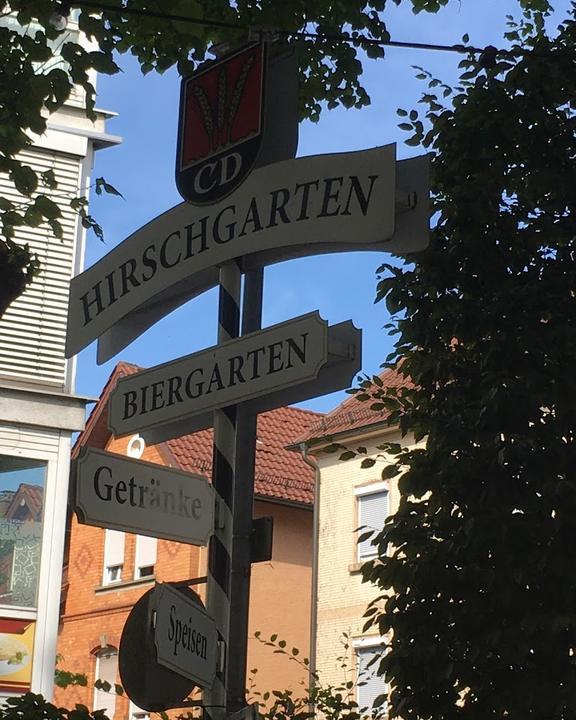 CD
HIRSCHGARTEN
BIERGARTEN
Getränke
Speisen